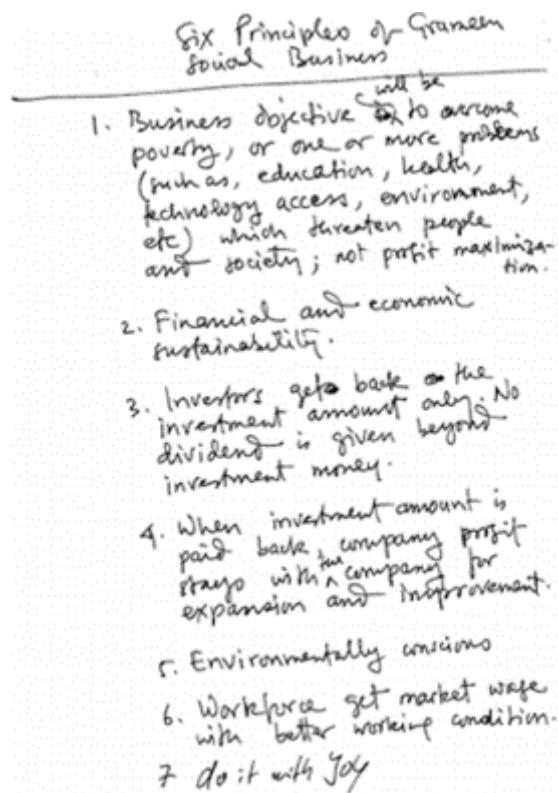 Six Principles of Grameen
Social Business
1. Business objective will be to overcome
poverty, or one or more problems
(such as, education, health,
technology access, environment,
etc) which threaten people
and society; not profit maximiza-
tion.
2. Financial and economic
sustainability.
3. Investors get back the
investment amount only. No
dividend is given beyond
investment money.
4. When investment amount is
paid back company profit
stays with the company for
expansion and improvement.
5. Environmentally conscious
6. Workforce get market wage
with better working condition.
7 do it with Joy